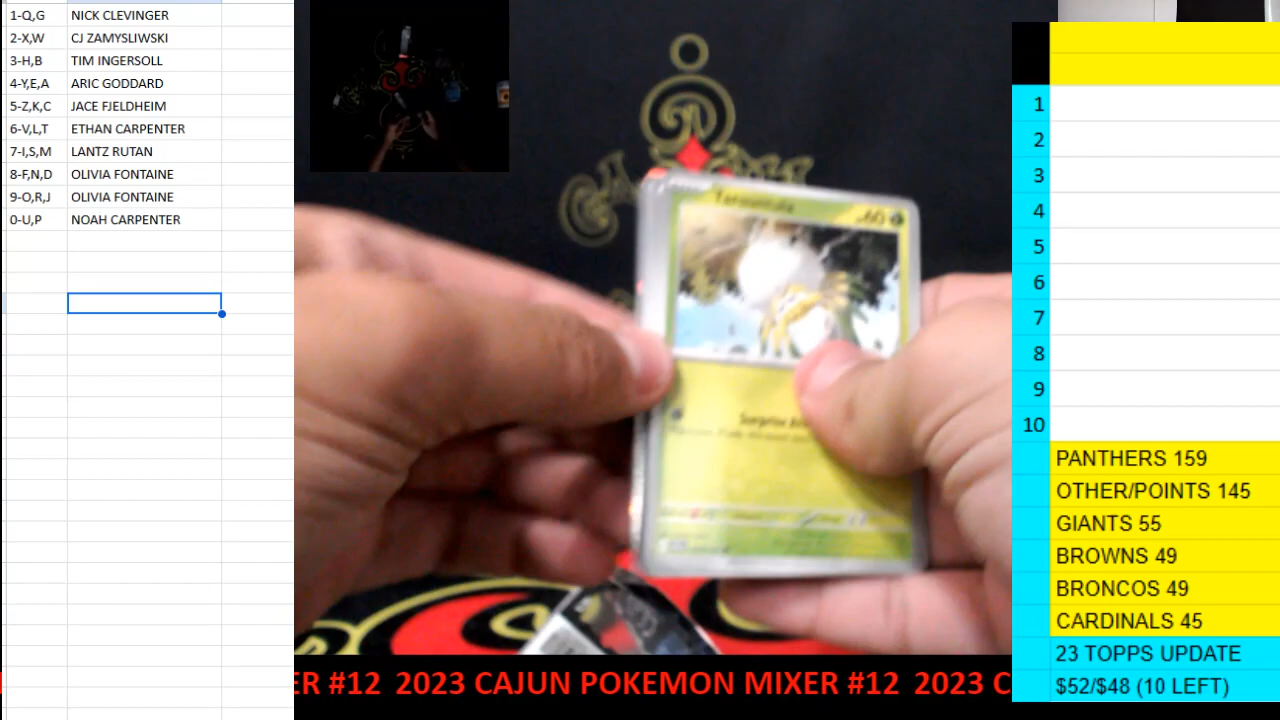 1-Q,G NICK CLEVINGER
2-X,W CJ ZAMYSLIWSKI
3-H,B TIM INGERSOLL
4-Y,E,A ARIC GODDARD
5-Z,K,C JACE FJELDHEIM
6-V,L,T ETHAN CARPENTER
7-I,S,M LANTZ RUTAN
8-F,N,D OLIVIA FONTAINE
9-O,R,J OLIVIA FONTAINE
0-U,P NOAH CARPENTER
Tarountula 60
Surprise
1
2
3
4
5
6
7
8
9
10
PANTHERS 159
OTHER/POINTS 145
GIANTS 55
BROWNS 49
BRONCOS 49
CARDINALS 45
23 TOPPS UPDATE
$52/$48 (10 LEFT)
ER #12 2023 CAJUN POKEMON MIXER #12 2023 C